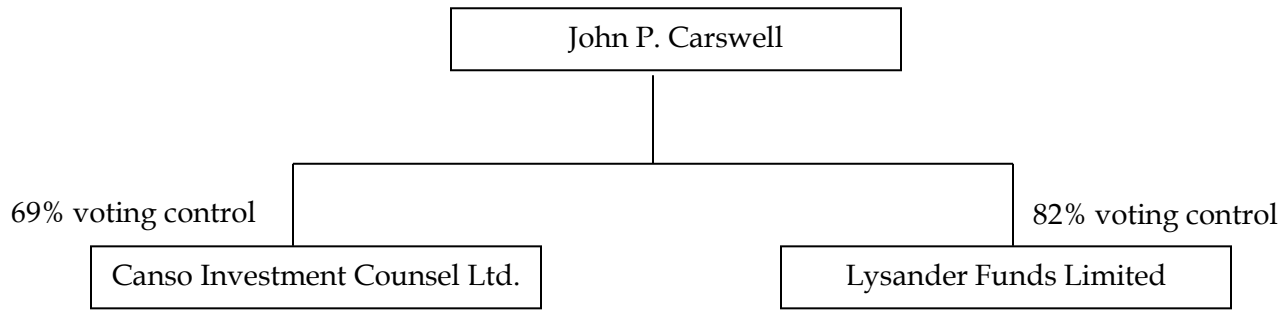 John P. Carswell
69% voting control
82% voting control
Canso Investment Counsel Ltd.
Lysander Funds Limited